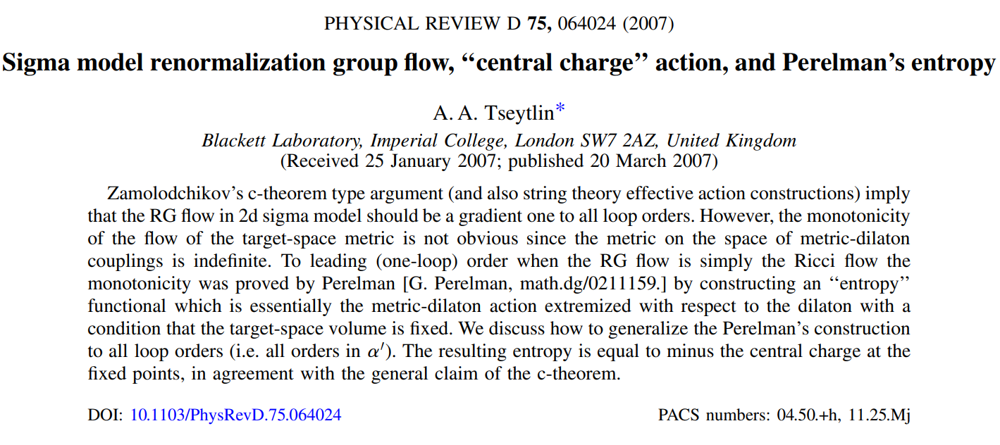 PHYSICAL REVIEW D 75, 064024 (2007)
Sigma model renormalization group flow, “central charge” action, and Perelman’s entropy
A. A. Tseytlin*
Blackett Laboratory, Imperial College, London SW7 2AZ, United Kingdom
(Received 25 January 2007; published 20 March 2007)
Zamolodchikov’s c-theorem type argument (and also string theory effective action constructions) imply
that the RG flow in 2d sigma model should be a gradient one to all loop orders. However, the monotonicity
of the flow of the target-space metric is not obvious since the metric on the space of metric-dilaton
couplings is indefinite. To leading (one-loop) order when the RG flow is simply the Ricci flow the
monotonicity was proved by Perelman [G. Perelman, math.dg/0211159.] by constructing an “entropy”
functional which is essentially the metric-dilaton action extremized with respect to the dilaton with a
condition that the target-space volume is fixed. We discuss how to generalize the Perelman’s construction
to all loop orders (i.e. all orders in α′). The resulting entropy is equal to minus the central charge at the
fixed points, in agreement with the general claim of the c-theorem.
DOI: 10.1103/PhysRevD.75.064024
PACS numbers: 04.50.+h, 11.25.Mj